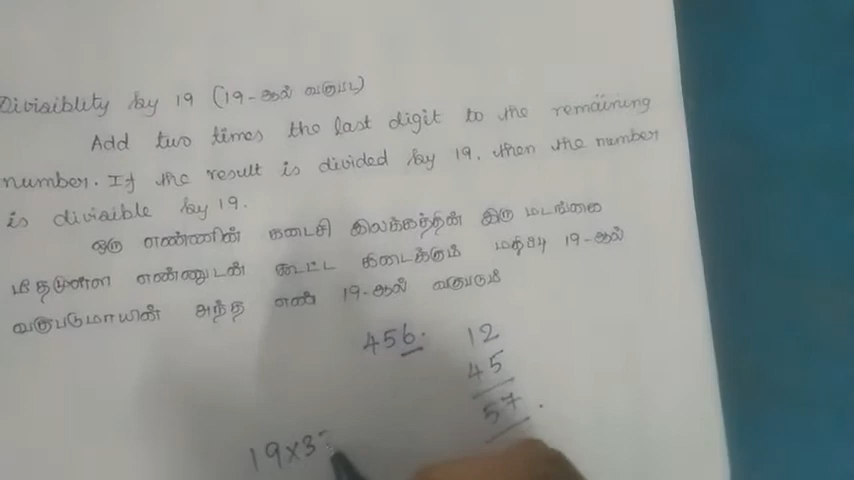 Divisiblity by 19 (19-ஆல் வகுபட)
Add two times the last digit to the remaining
number. If the result is divided by 19, then the number
is divisible by 19.
ஒரு எண்ணின் கடைசி இலக்கத்தின் இரு மடங்கை
மீதமுள்ள எண்ணுடன் கூட்ட கிடைக்கும் மதிப்பு 19-ஆல்
வகுபடுமாயின் அந்த எண் 19-ஆல் வகுபடும்
456. 12
45
57.
19×3